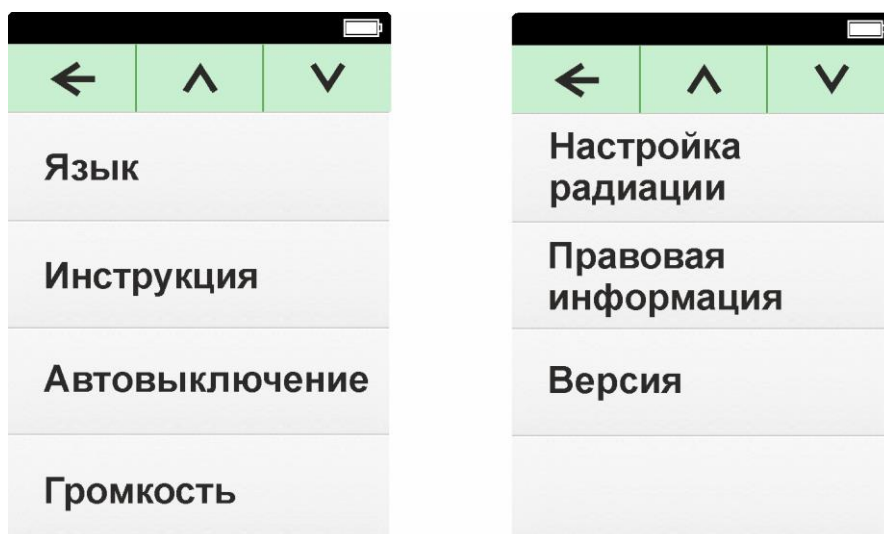 Язык
Инструкция
Автовыключение
Громкость
Настройка
радиации
Правовая
информация
Версия